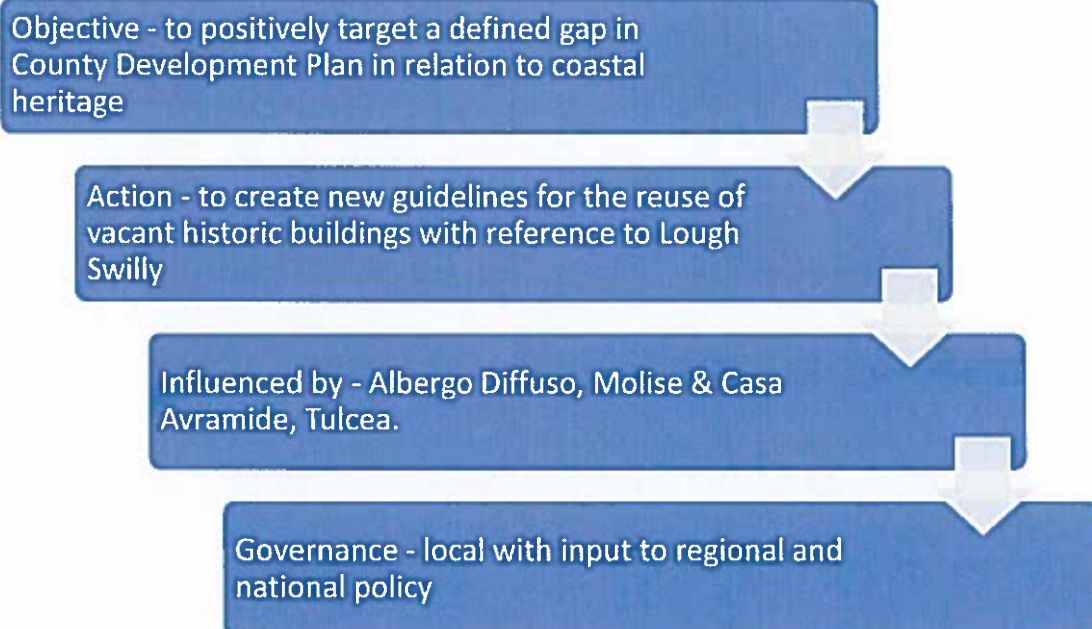 Objective - to positively target a defined gap in
County Development Plan in relation to coastal
heritage
Action - to create new guidelines for the reuse of
vacant historic buildings with reference to Lough
Swilly
Influenced by - Albergo Diffuso, Molise & Casa
Avramide, Tulcea.
Governance - local with input to regional and
national policy